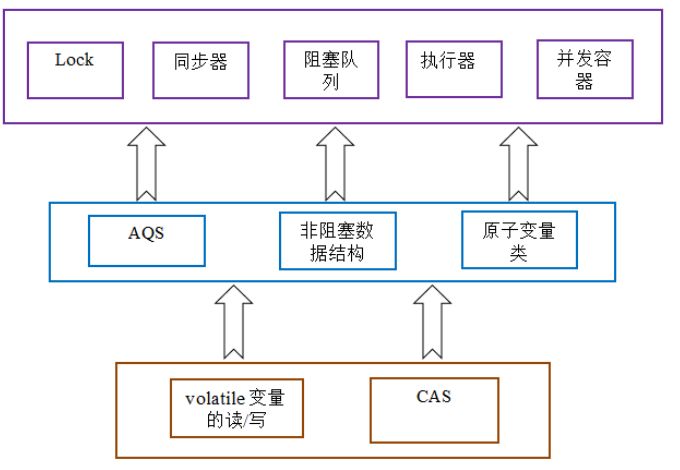 Lock
同步器
阻塞队
列
执行器
并发容
器
AQS
非阻塞数
据结构
原子变量
类
volatile 变量
的读/写
CAS